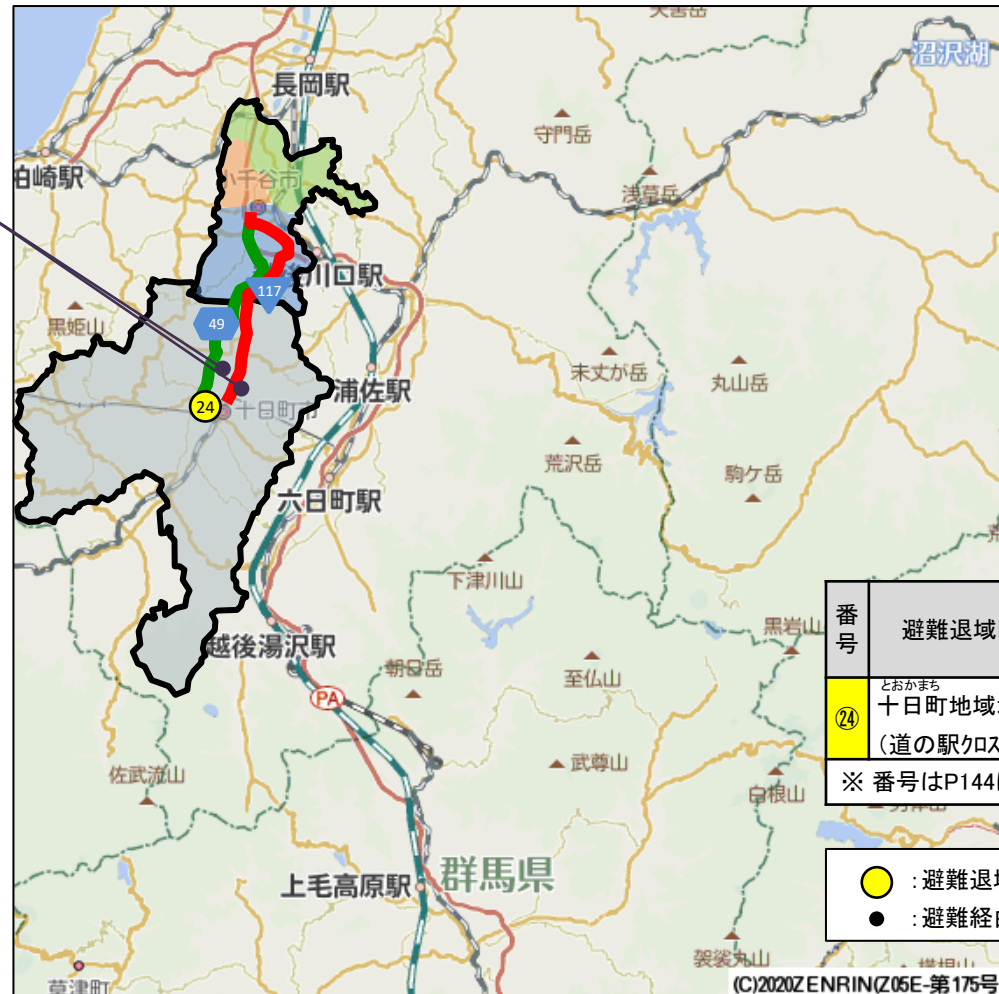 沼沢湖
長岡駅
守門岳
柏崎駅
小千谷市
浅草岳
川口駅
117
49
黒姫山
未丈が岳
丸山岳
浦佐駅
24
十日町市
荒沢岳
駒ケ岳
六日町駅
下津川山
黒岩山
越後湯沢駅
朝日岳
至仏山
PA
佐武流山
武尊山
白根山
上毛高原駅
群馬県
袈裟丸山
草津町
番号
避難退域
㉔
とおかまち
十日町地域
(道の駅クロス
※ 番号はP144
:避難退域
:避難経由
(C)2020ZENRIN(Z05E-第175号